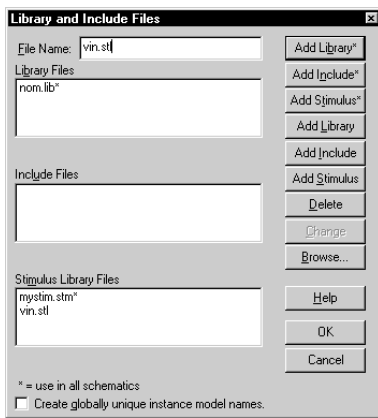 Library and Include Files
File Name: vin.stl
Add Library*
Library Files
Add Include*
nom.lib*
Add Stimulus*
Add Library
Add Include
Include Files
Add Stimulus
Delete
Change
Browse...
Stimulus Library Files
mystim.stm*
Help
vin.stl
OK
Cancel
* = use in all schematics
Create globally unique instance model names.